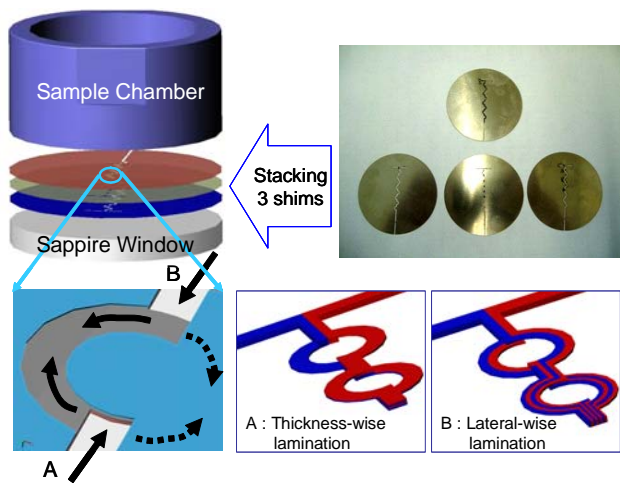 Sample Chamber
Stacking
3 shims
Sappire Window
B
A
A : Thickness-wise
lamination
B : Lateral-wise
lamination